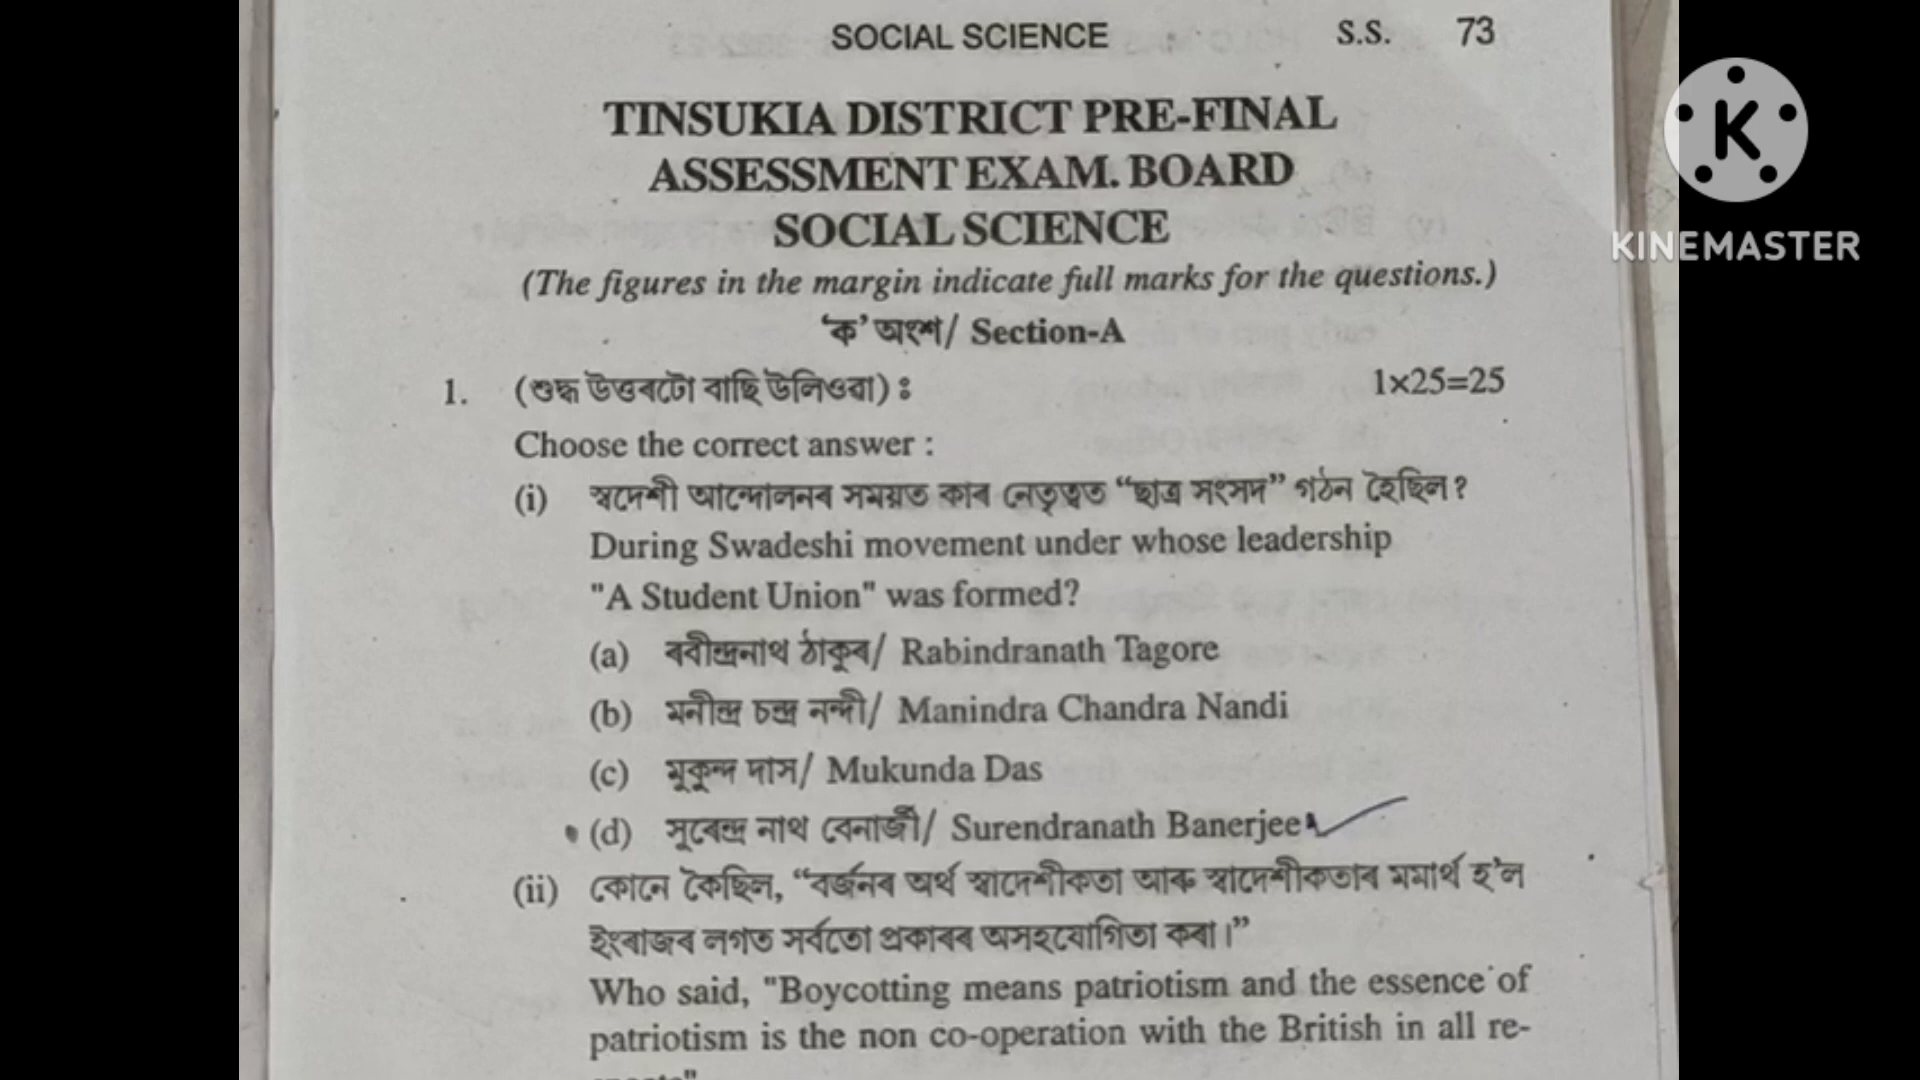 SOCIAL SCIENCE S.S. 73
TINSUKIA DISTRICT PRE-FINAL
ASSESSMENT EXAM. BOARD
SOCIAL SCIENCE
(The figures in the margin indicate full marks for the questions.)
‘ক’ অংশ/ Section-A
1. (শুদ্ধ উত্তৰটো বাছি উলিওৱা) ঃ 1×25=25
Choose the correct answer :
(i) স্বদেশী আন্দোলনৰ সময়ত কাৰ নেতৃত্বত “ছাত্ৰ সংসদ” গঠন হৈছিল?
During Swadeshi movement under whose leadership
"A Student Union" was formed?
(a) ৰবীন্দ্ৰনাথ ঠাকুৰ/ Rabindranath Tagore
(b) মনীন্দ্ৰ চন্দ্ৰ নন্দী/ Manindra Chandra Nandi
(c) মুকুন্দ দাস/ Mukunda Das
(d) সুৰেন্দ্ৰ নাথ বেনাৰ্জী/ Surendranath Banerjee
(ii) কোনে কৈছিল, “বৰ্জনৰ অৰ্থ স্বাদেশীকতা আৰু স্বাদেশীকতাৰ মমাৰ্থ হ’ল
ইংৰাজৰ লগত সৰ্বতো প্ৰকাৰৰ অসহযোগিতা কৰা।”
Who said, "Boycotting means patriotism and the essence of
patriotism is the non co-operation with the British in all re-
KINEMASTER